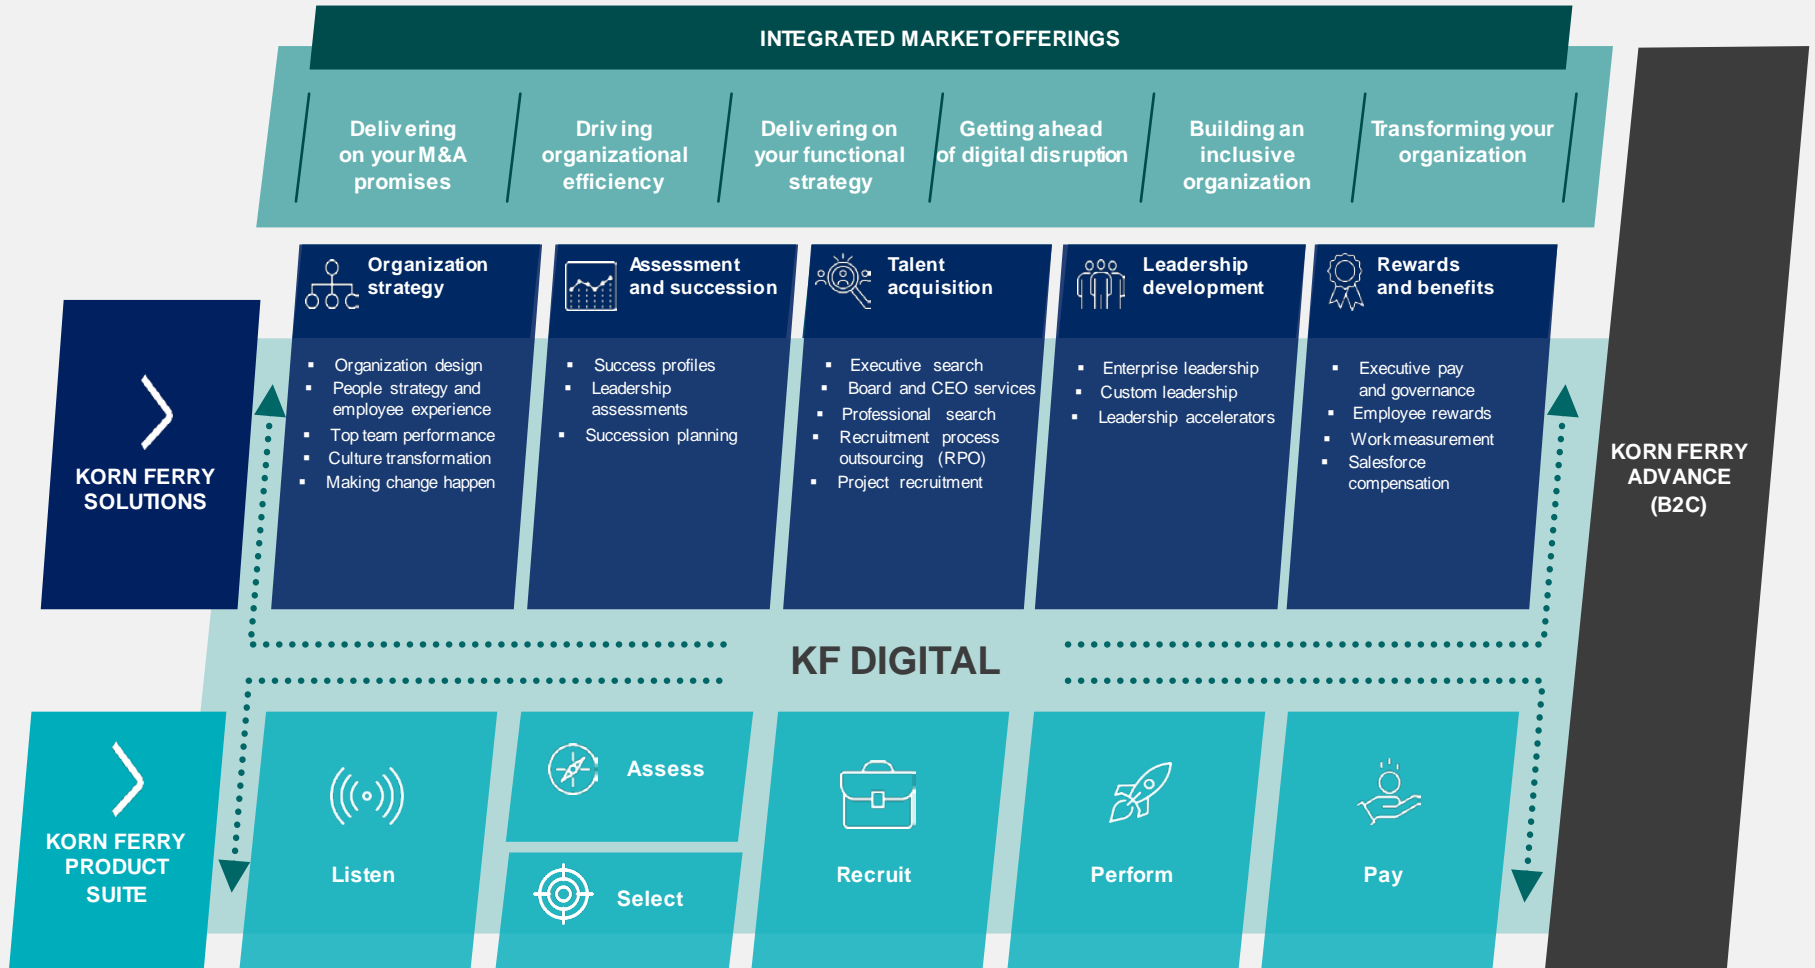 INTEGRATED MARKET OFFERINGS
Delivering
on your M&A
promises
Driving
organizational
efficiency
Delivering on
your functional
strategy
Getting ahead
of digital disruption
Building an
inclusive
organization
Transforming your
organization
KORN FERRY
SOLUTIONS
Organization
strategy
▪ Organization design
▪ People strategy and
employee experience
▪ Top team performance
▪ Culture transformation
▪ Making change happen
Assessment
and succession
▪ Success profiles
▪ Leadership
assessments
▪ Succession planning
Talent
acquisition
▪ Executive search
▪ Board and CEO services
▪ Professional search
▪ Recruitment process
outsourcing (RPO)
▪ Project recruitment
Leadership
development
▪ Enterprise leadership
▪ Custom leadership
▪ Leadership accelerators
Rewards
and benefits
▪ Executive pay
and governance
▪ Employee rewards
▪ Work measurement
▪ Salesforce
compensation
KORN FERRY
ADVANCE
(B2C)
KF DIGITAL
KORN FERRY
PRODUCT
SUITE
Listen
Assess
Select
Recruit
Perform
Pay